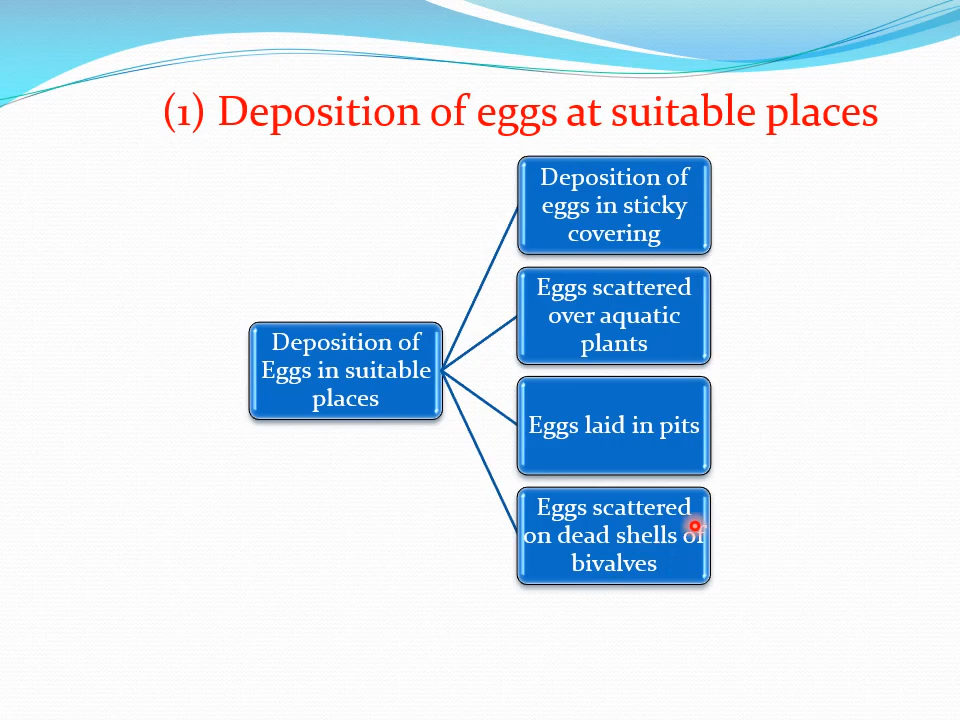 (1) Deposition of eggs at suitable places
Deposition of
Eggs in suitable
places
Deposition of
eggs in sticky
covering
Eggs scattered
over aquatic
plants
Eggs laid in pits
Eggs scattered
on dead shells of
bivalves